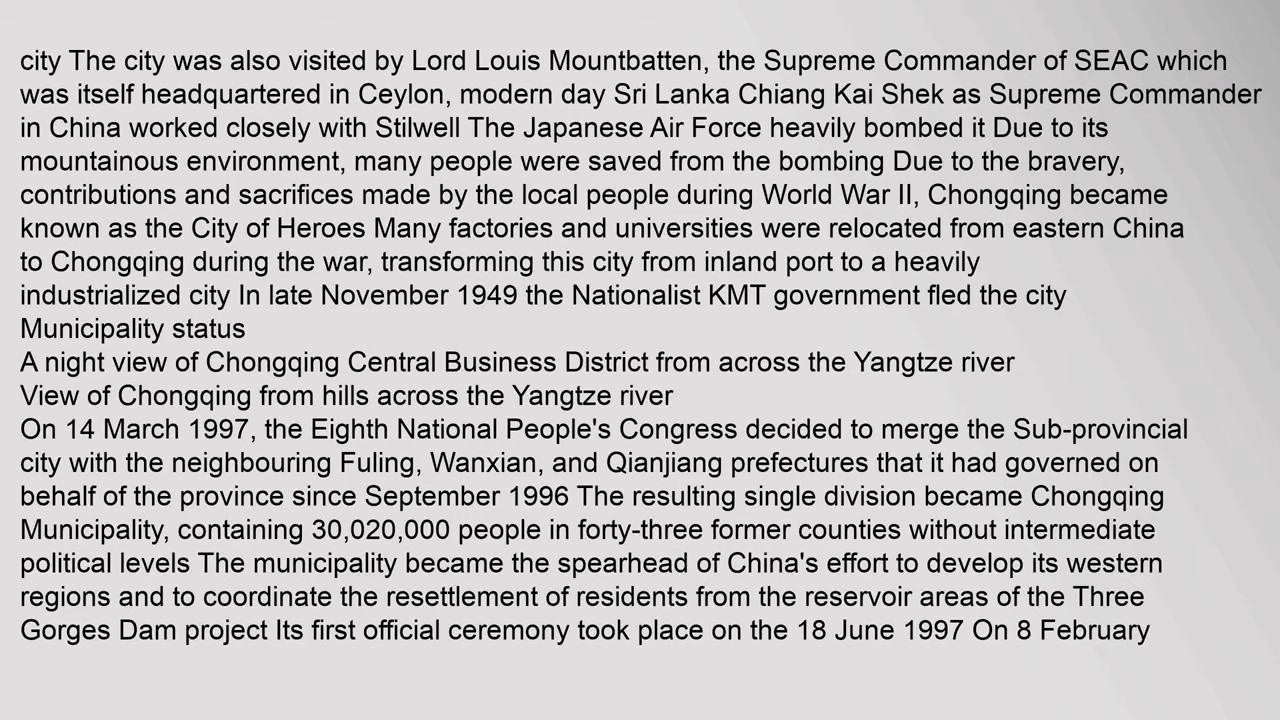 city The city was also visited by Lord Louis Mountbatten, the Supreme Commander of SEAC which
was itself headquartered in Ceylon, modern day Sri Lanka Chiang Kai Shek as Supreme Commander
in China worked closely with Stilwell The Japanese Air Force heavily bombed it Due to its
mountainous environment, many people were saved from the bombing Due to the bravery,
contributions and sacrifices made by the local people during World War II, Chongqing became
known as the City of Heroes Many factories and universities were relocated from eastern China
to Chongqing during the war, transforming this city from inland port to a heavily
industrialized city In late November 1949 the Nationalist KMT government fled the city
Municipality status
A night view of Chongqing Central Business District from across the Yangtze river
View of Chongqing from hills across the Yangtze river
On 14 March 1997, the Eighth National People's Congress decided to merge the Sub-provincial
city with the neighbouring Fuling, Wanxian, and Qianjiang prefectures that it had governed on
behalf of the province since September 1996 The resulting single division became Chongqing
Municipality, containing 30,020,000 people in forty-three former counties without intermediate
political levels The municipality became the spearhead of China's effort to develop its western
regions and to coordinate the resettlement of residents from the reservoir areas of the Three
Gorges Dam project Its first official ceremony took place on the 18 June 1997 On 8 February